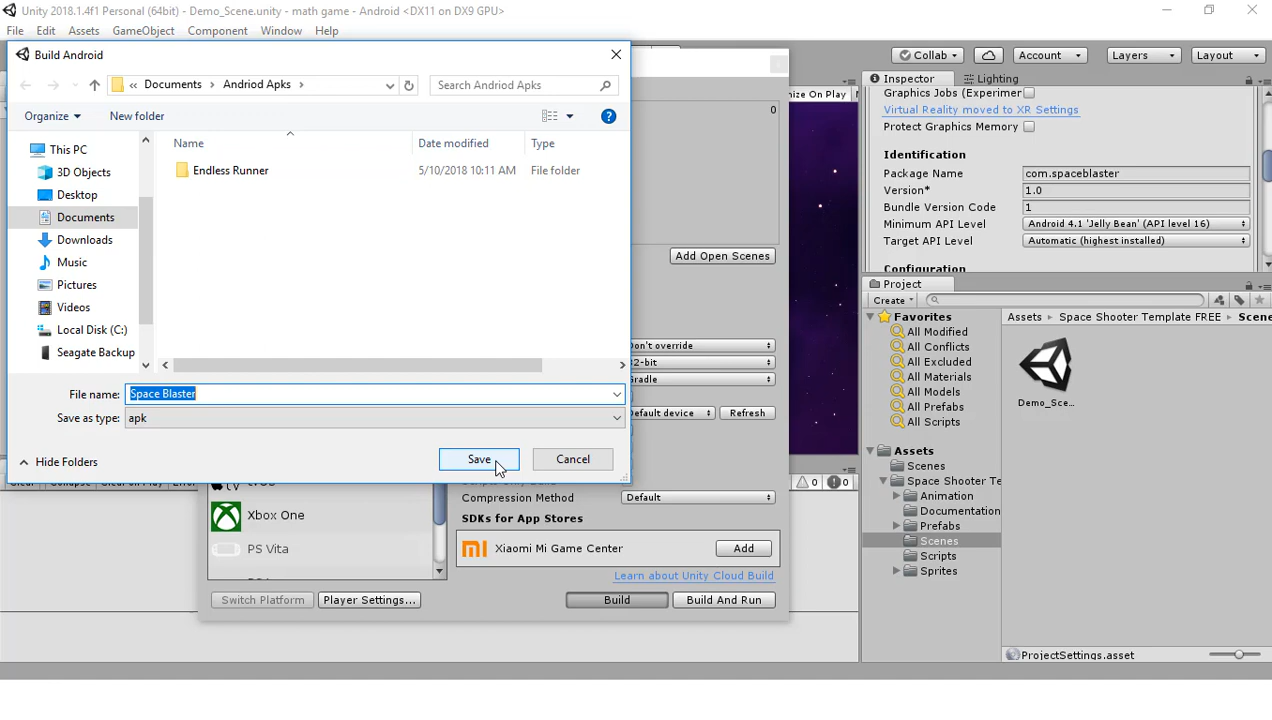 Unity 2018.1.4f1 Personal (64bit) - Demo_Scene.unity - math game - Android <DX11 on DX9 GPU>
File Edit Assets GameObject Component Window Help
Build Android
Collab Account Layers Layout
« Documents › Andriod Apks ›
Search Andriod Apks
Organize New folder
Name Date modified Type
Endless Runner 5/10/2018 10:11 AM File folder
This PC
3D Objects
Desktop
Documents
Downloads
Music
Pictures
Videos
Local Disk (C:)
Seagate Backup
File name: Space Blaster
Save as type: apk
Hide Folders
Save Cancel
0
Add Open Scenes
Default device Refresh
Compression Method Default
SDKs for App Stores
Xiaomi Mi Game Center Add
Learn about Unity Cloud Build
Xbox One
PS Vita
Switch Platform Player Settings... Build Build And Run
0 0
On Play
Inspector Lighting
Graphics Jobs (Experimer
Virtual Reality moved to XR Settings
Protect Graphics Memory
Identification
Package Name com.spaceblaster
Version* 1.0
Bundle Version Code 1
Minimum API Level Android 4.1 'Jelly Bean' (API level 16)
Target API Level Automatic (highest installed)
Configuration
Project
Create
Favorites
All Modified
All Conflicts
All Excluded
All Materials
All Models
All Prefabs
All Scripts
Assets
Scenes
Space Shooter Te
Animation
Documentation
Prefabs
Scenes
Scripts
Sprites
Assets Space Shooter Template FREE Scene
Demo_Sce...
ProjectSettings.asset